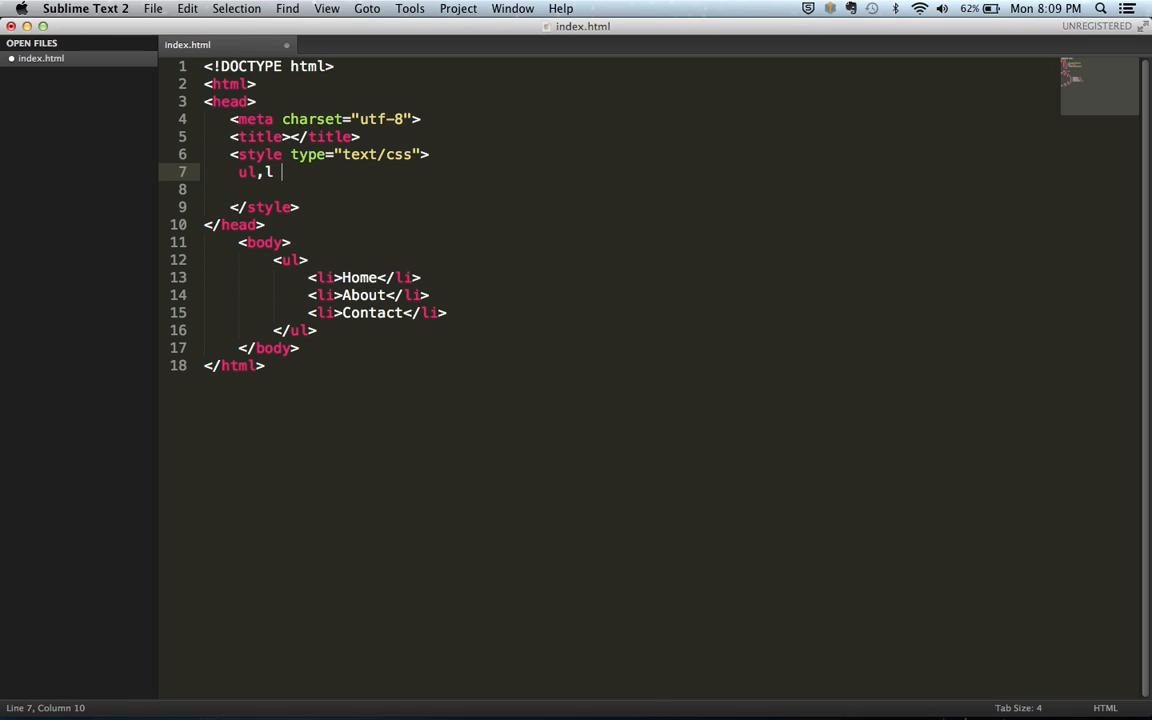 Sublime Text 2 File Edit Selection Find View Goto Tools Project Window Help 62% Mon 8:09 PM
index.html UNREGISTERED
OPEN FILES
index.html
index.html
1 <!DOCTYPE html>
2 <html>
3 <head>
4 <meta charset="utf-8">
5 <title></title>
6 <style type="text/css">
7 ul,l
8
9 </style>
10 </head>
11 <body>
12 <ul>
13 <li>Home</li>
14 <li>About</li>
15 <li>Contact</li>
16 </ul>
17 </body>
18 </html>
Line 7, Column 10 Tab Size: 4 HTML